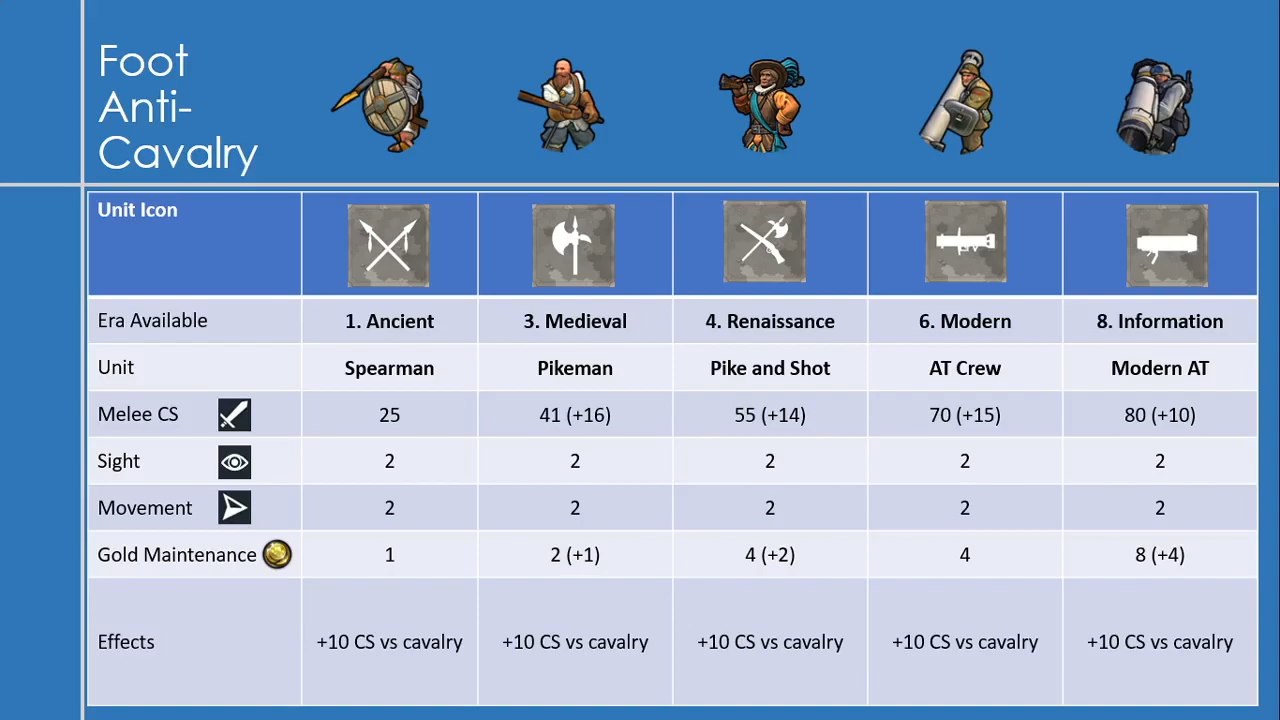 Foot
Anti-
Cavalry
Unit Icon
Era Available 1. Ancient 3. Medieval 4. Renaissance 6. Modern 8. Information
Unit Spearman Pikeman Pike and Shot AT Crew Modern AT
Melee CS 25 41 (+16) 55 (+14) 70 (+15) 80 (+10)
Sight 2 2 2 2 2
Movement 2 2 2 2 2
Gold Maintenance 1 2 (+1) 4 (+2) 4 8 (+4)
Effects +10 CS vs cavalry +10 CS vs cavalry +10 CS vs cavalry +10 CS vs cavalry +10 CS vs cavalry